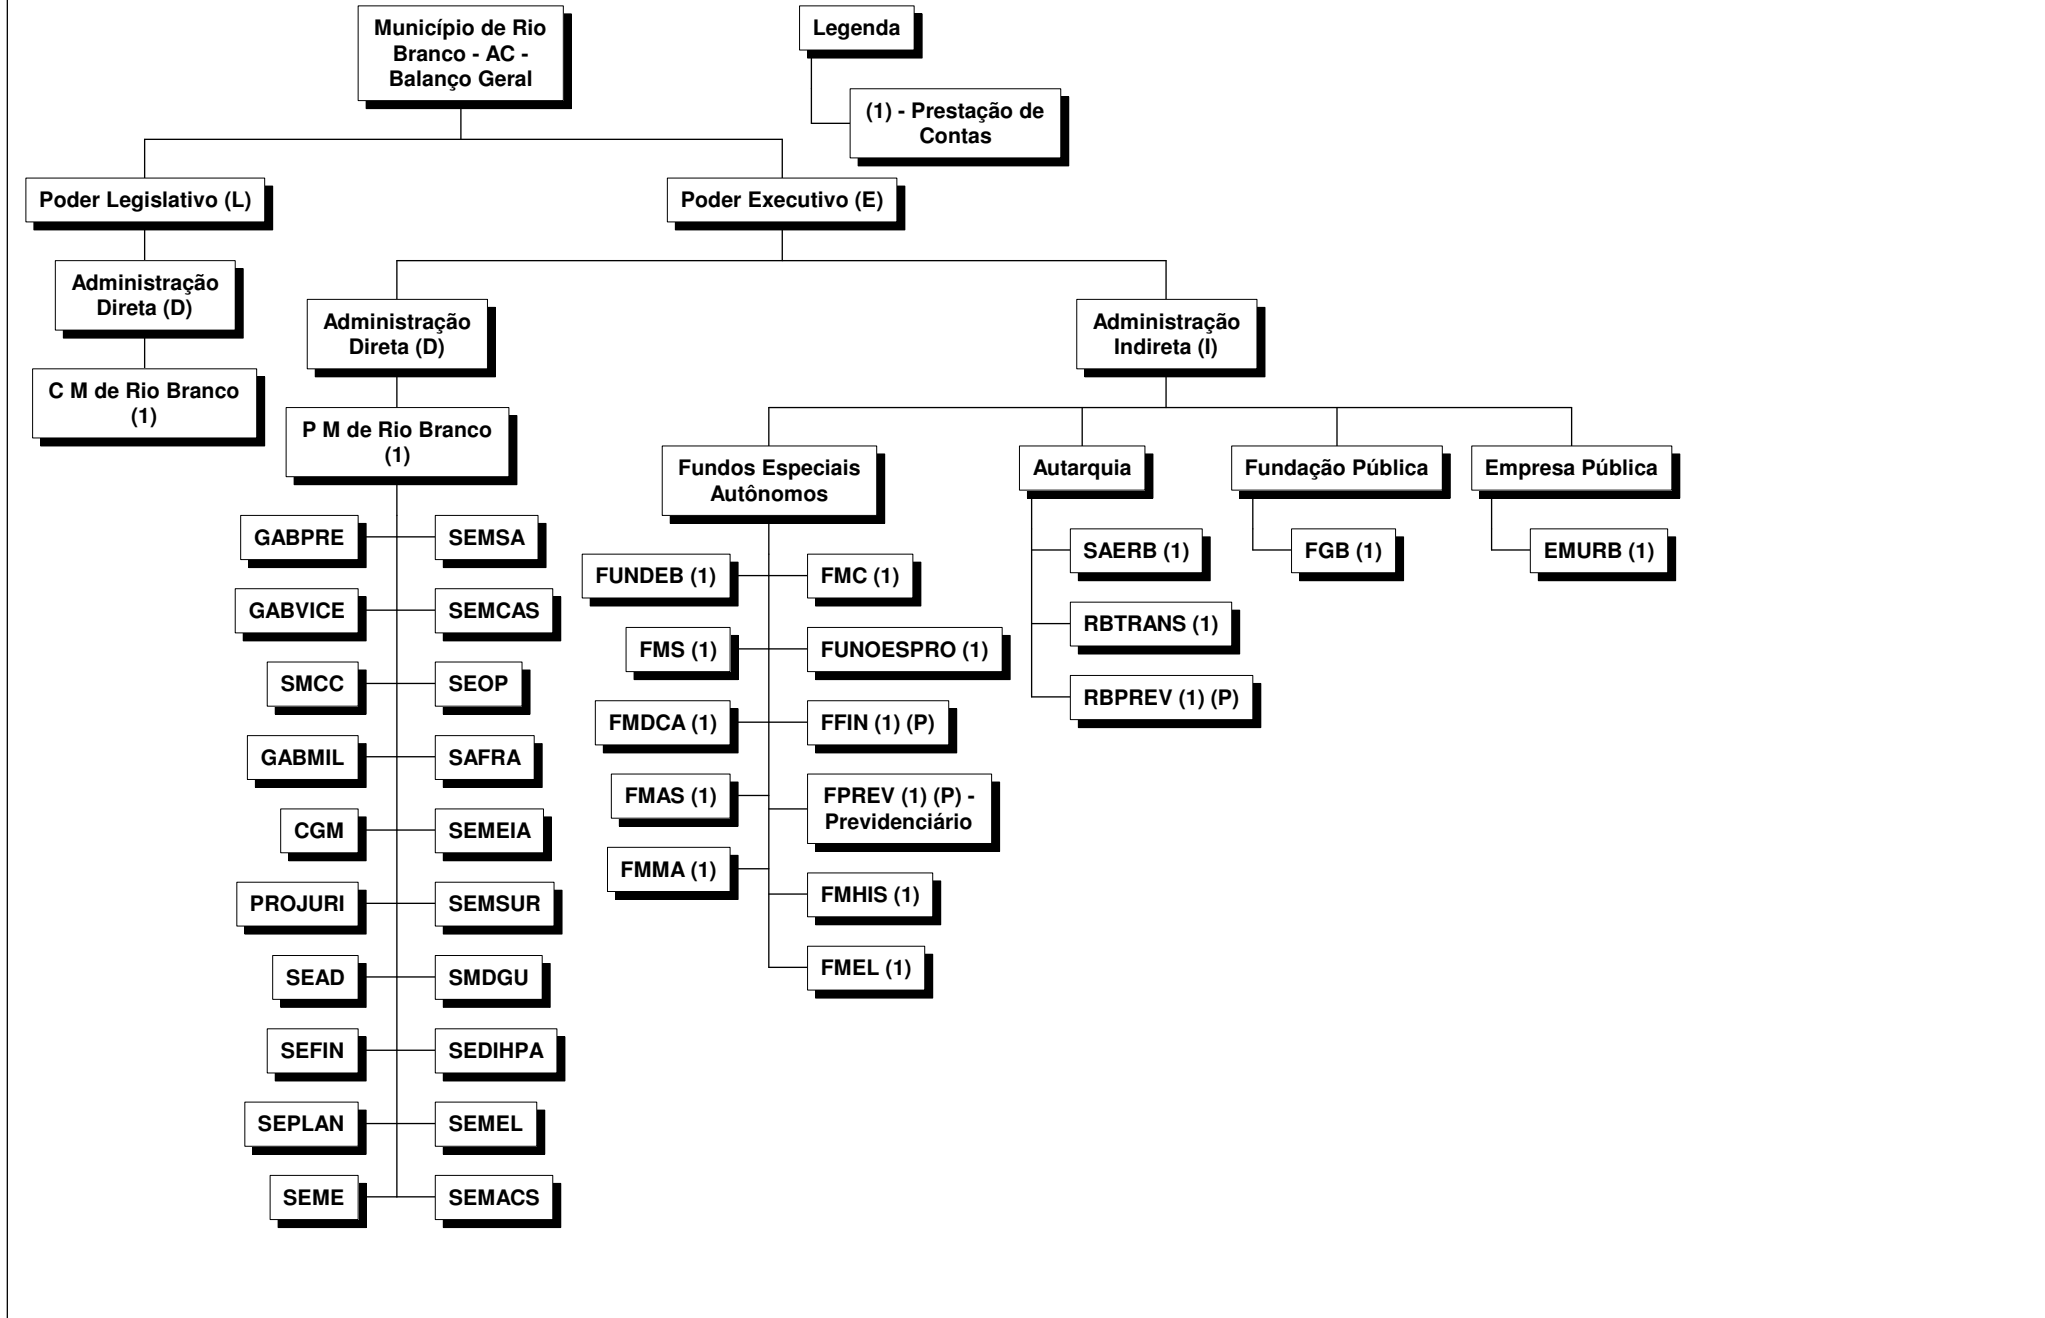 Município de Rio
Branco - AC -
Balanço Geral
Legenda
(1) - Prestação de
Contas
Poder Legislativo (L)
Poder Executivo (E)
Administração
Direta (D)
C M de Rio Branco
(1)
Administração
Direta (D)
P M de Rio Branco
(1)
GABPRE
SEMSA
GABVICE
SEMCAS
SMCC
SEOP
GABMIL
SAFRA
CGM
SEMEIA
PROJURI
SEMSUR
SEAD
SMDGU
SEFIN
SEDIHPA
SEPLAN
SEMEL
SEME
SEMACS
Administração
Indireta (I)
Fundos Especiais
Autônomos
FUNDEB (1)
FMC (1)
FMS (1)
FUNOESPRO (1)
FMDCA (1)
FFIN (1) (P)
FMAS (1)
FPREV (1) (P) -
Previdenciário
FMMA (1)
FMHIS (1)
FMEL (1)
Autarquia
SAERB (1)
RBTRANS (1)
RBPREV (1) (P)
Fundação Pública
FGB (1)
Empresa Pública
EMURB (1)